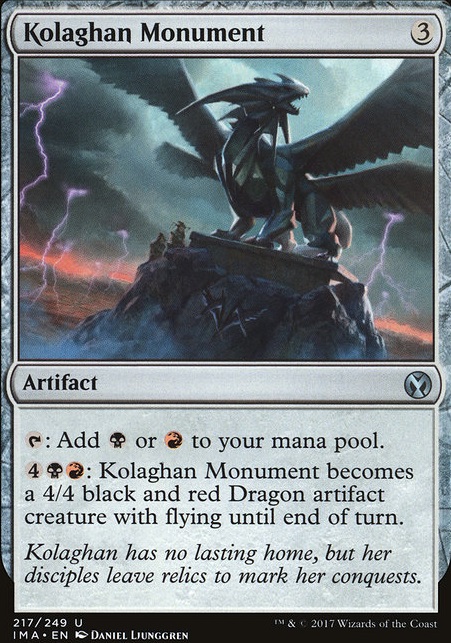 Kolaghan Monument 3
Artifact
: Add or to your mana pool.
4 : Kolaghan Monument becomes
a 4/4 black and red Dragon artifact
creature with flying until end of turn.
Kolaghan has no lasting home, but her
disciples leave relics to mark her conquests.
217/249 U
IMA • EN Daniel Ljunggren
™ & © 2017 Wizards of the Coast